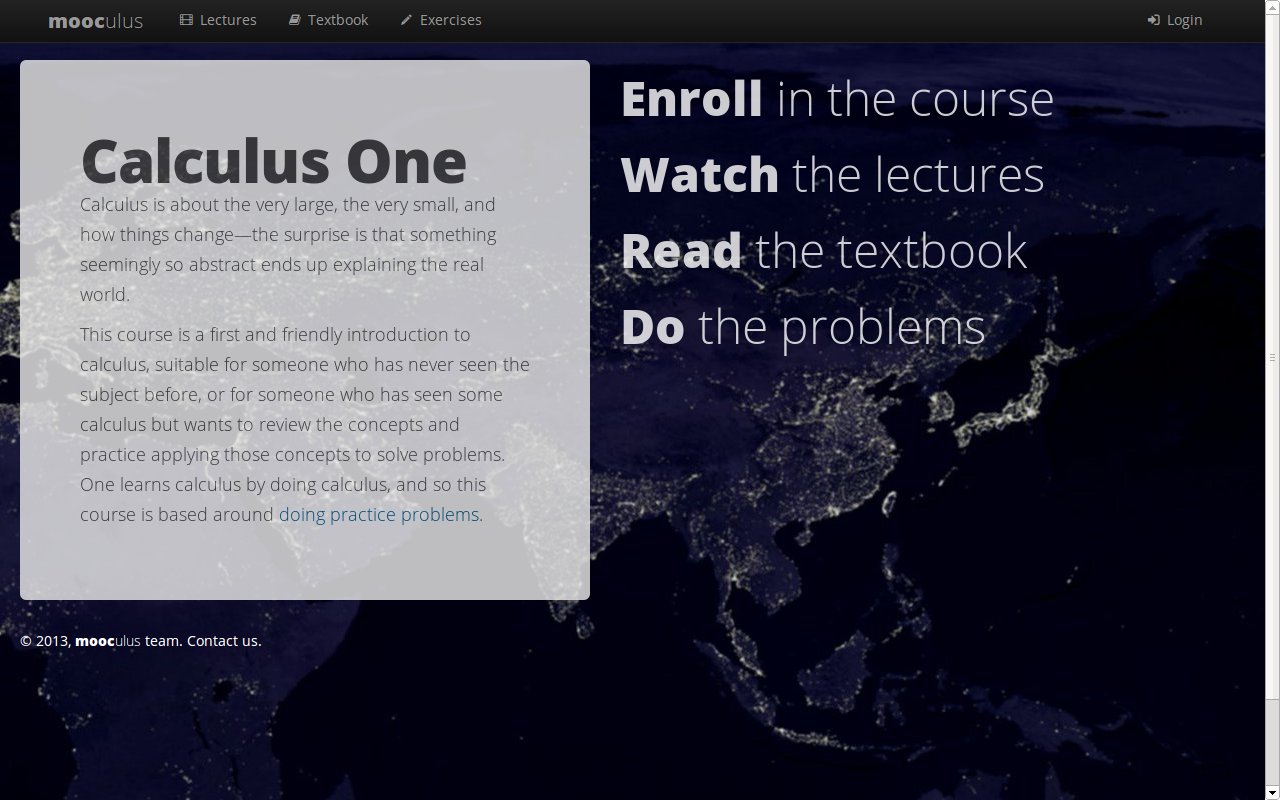 mooculus Lectures Textbook Exercises Login
Calculus One
Calculus is about the very large, the very small, and
how things change—the surprise is that something
seemingly so abstract ends up explaining the real
world.
This course is a first and friendly introduction to
calculus, suitable for someone who has never seen the
subject before, or for someone who has seen some
calculus but wants to review the concepts and
practice applying those concepts to solve problems.
One learns calculus by doing calculus, and so this
course is based around doing practice problems.
Enroll in the course
Watch the lectures
Read the textbook
Do the problems
© 2013, mooculus team. Contact us.